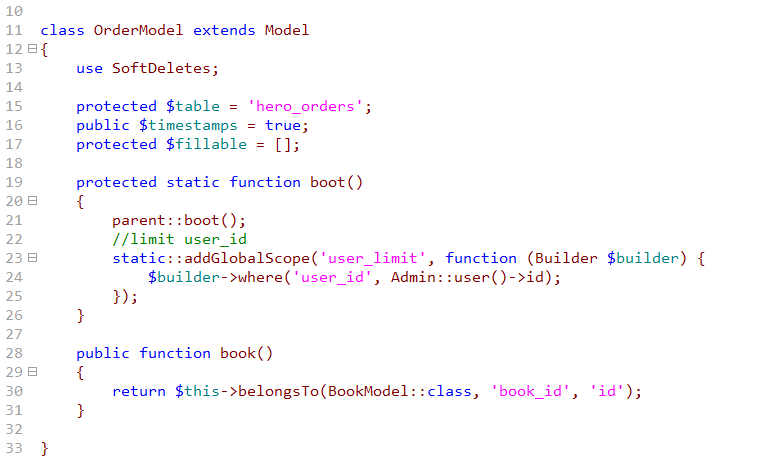 10
11 class OrderModel extends Model
12 {
13     use SoftDeletes;
14
15     protected $table = 'hero_orders';
16     public $timestamps = true;
17     protected $fillable = [];
18
19     protected static function boot()
20     {
21         parent::boot();
22         //limit user_id
23         static::addGlobalScope('user_limit', function (Builder $builder) {
24             $builder->where('user_id', Admin::user()->id);
25         });
26     }
27
28     public function book()
29     {
30         return $this->belongsTo(BookModel::class, 'book_id', 'id');
31     }
32
33 }